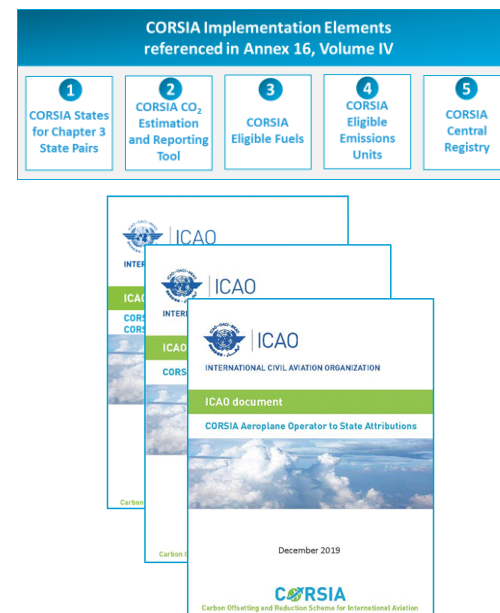 CORSIA Implementation Elements
referenced in Annex 16, Volume IV
1
CORSIA States
for Chapter 3
State Pairs
2
CORSIA CO₂
Estimation
and Reporting
Tool
3
CORSIA
Eligible Fuels
4
CORSIA
Eligible
Emissions
Units
5
CORSIA
Central
Registry
ICAO
ICAO
ICAO
INTERNATIONAL CIVIL AVIATION ORGANIZATION
ICAO document
CORSIA Aeroplane Operator to State Attributions
December 2019
CORSIA
Carbon Offsetting and Reduction Scheme for International Aviation
ICAO
CORS
Carbon